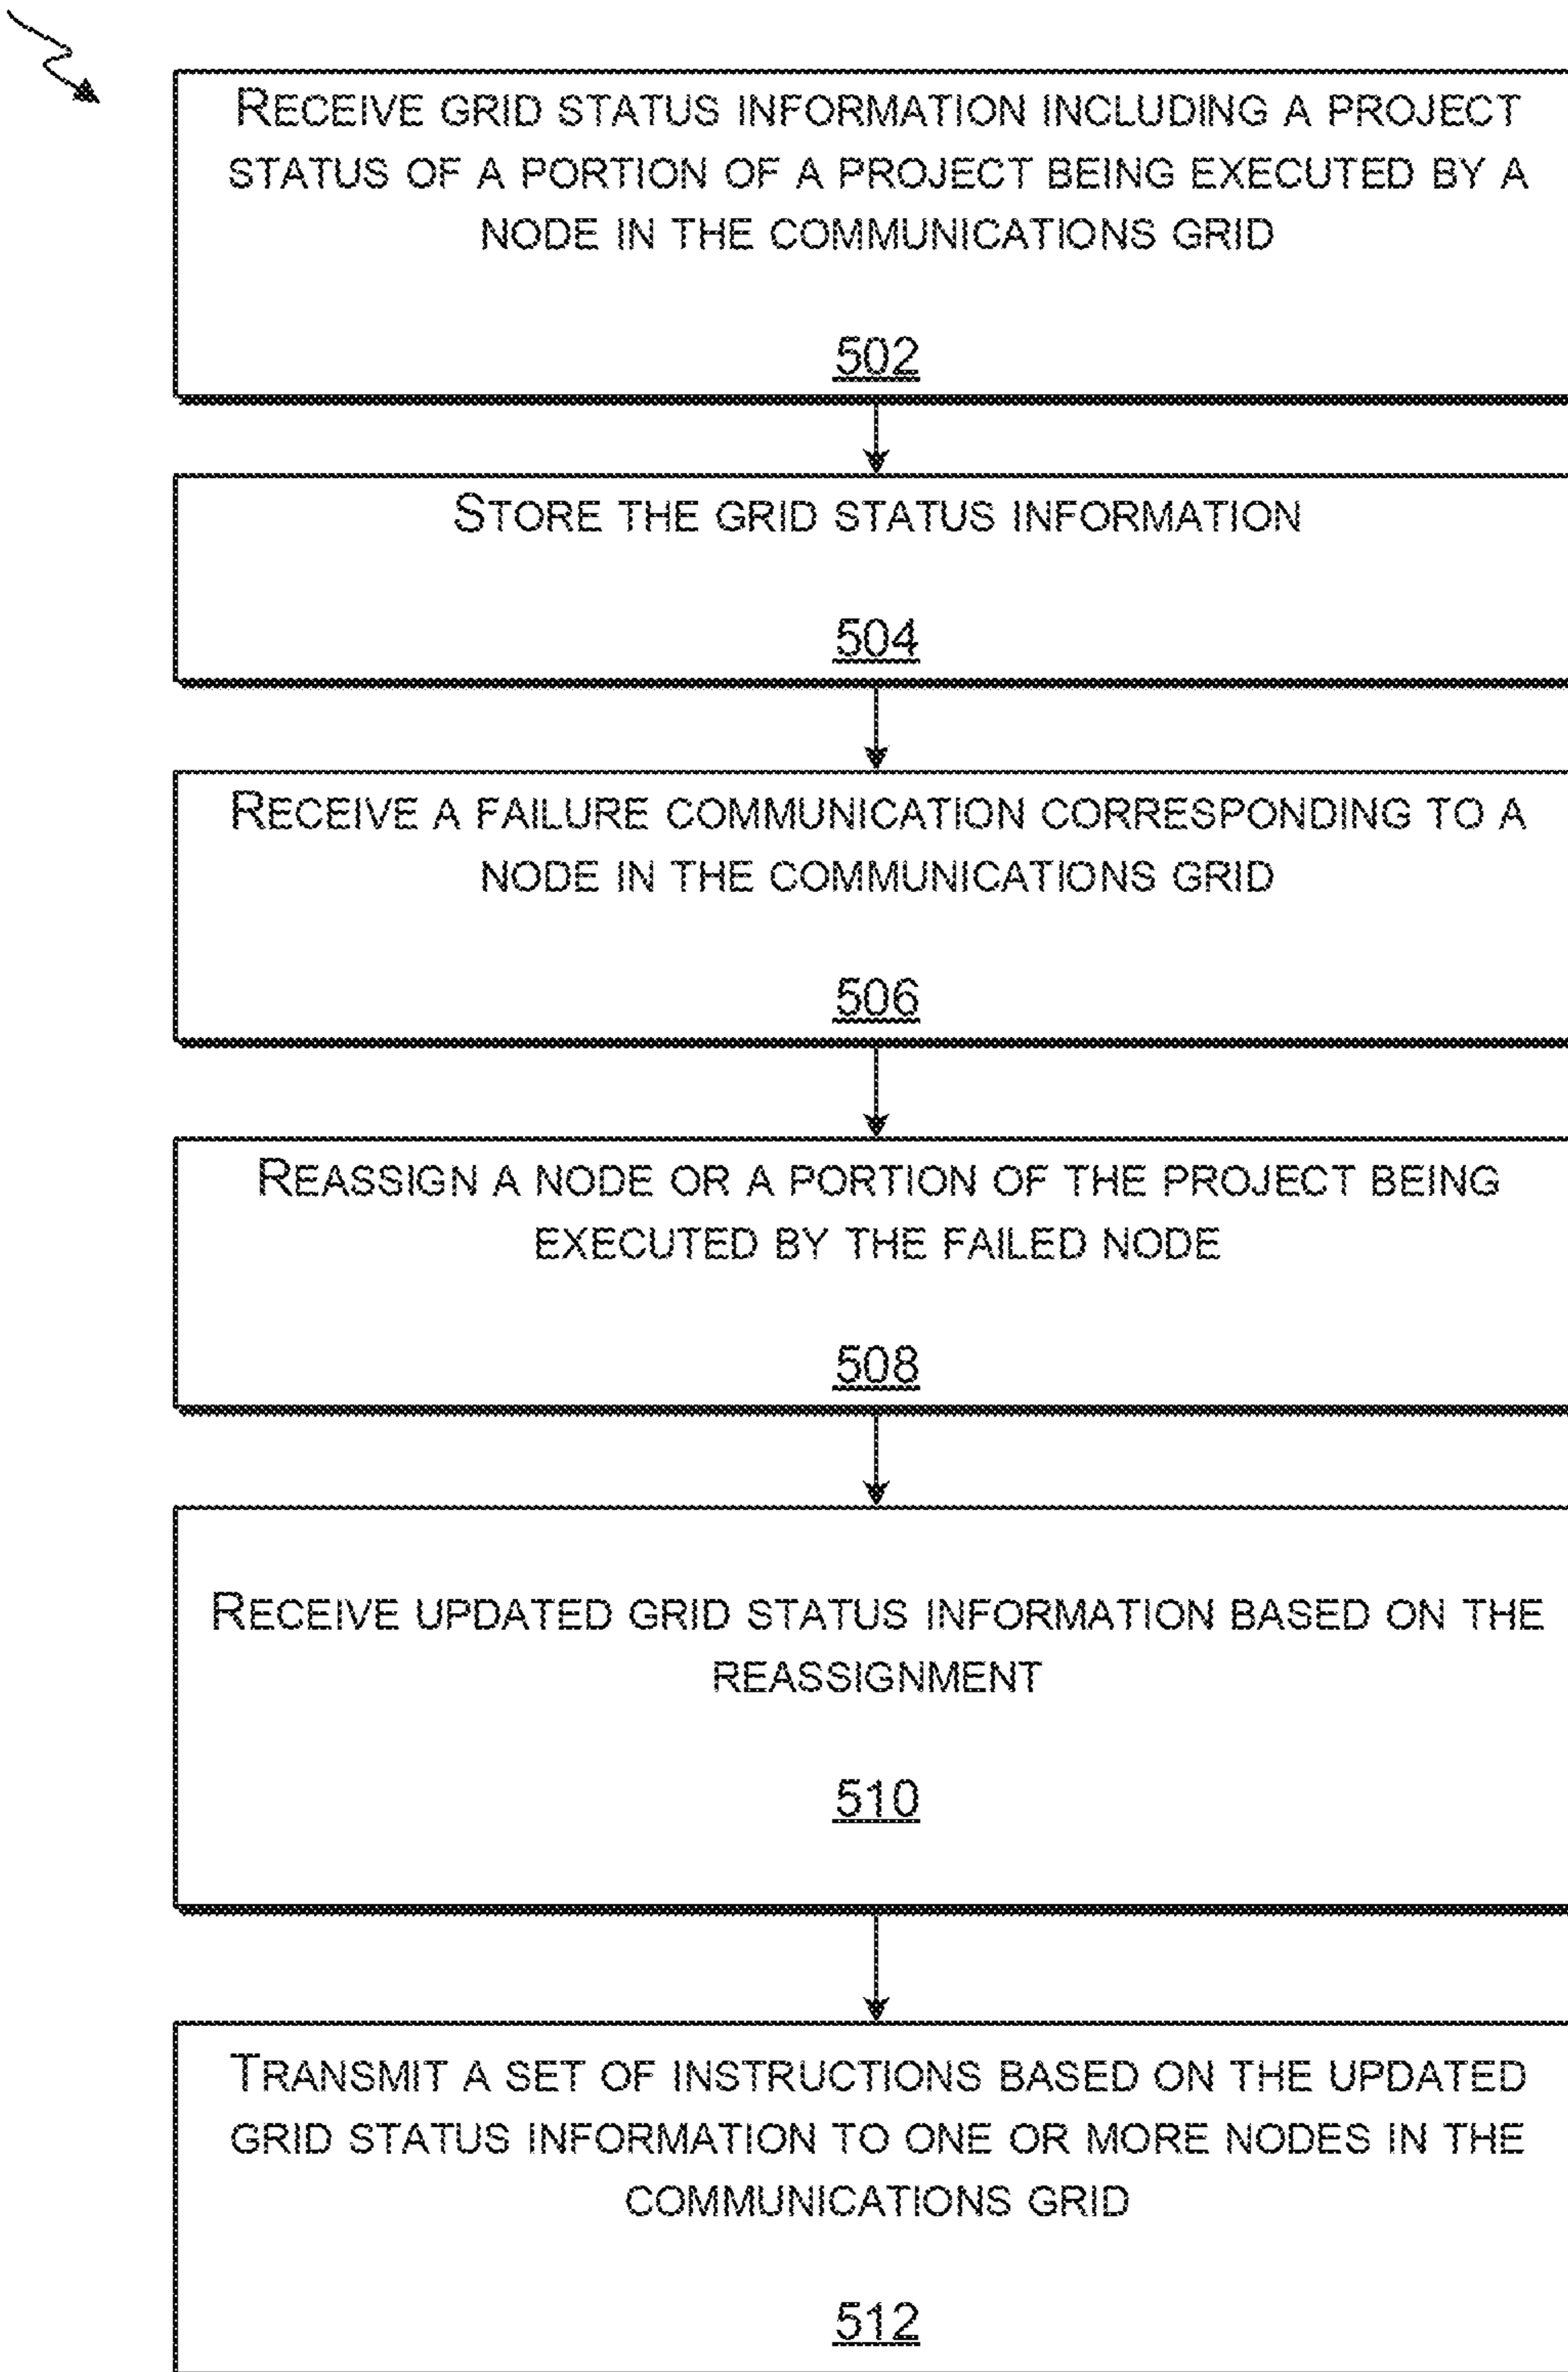 RECEIVE GRID STATUS INFORMATION INCLUDING A PROJECT
STATUS OF A PORTION OF A PROJECT BEING EXECUTED BY A
NODE IN THE COMMUNICATIONS GRID
502
STORE THE GRID STATUS INFORMATION
504
RECEIVE A FAILURE COMMUNICATION CORRESPONDING TO A
NODE IN THE COMMUNICATIONS GRID
506
REASSIGN A NODE OR A PORTION OF THE PROJECT BEING
EXECUTED BY THE FAILED NODE
508
RECEIVE UPDATED GRID STATUS INFORMATION BASED ON THE
REASSIGNMENT
510
TRANSMIT A SET OF INSTRUCTIONS BASED ON THE UPDATED
GRID STATUS INFORMATION TO ONE OR MORE NODES IN THE
COMMUNICATIONS GRID
512